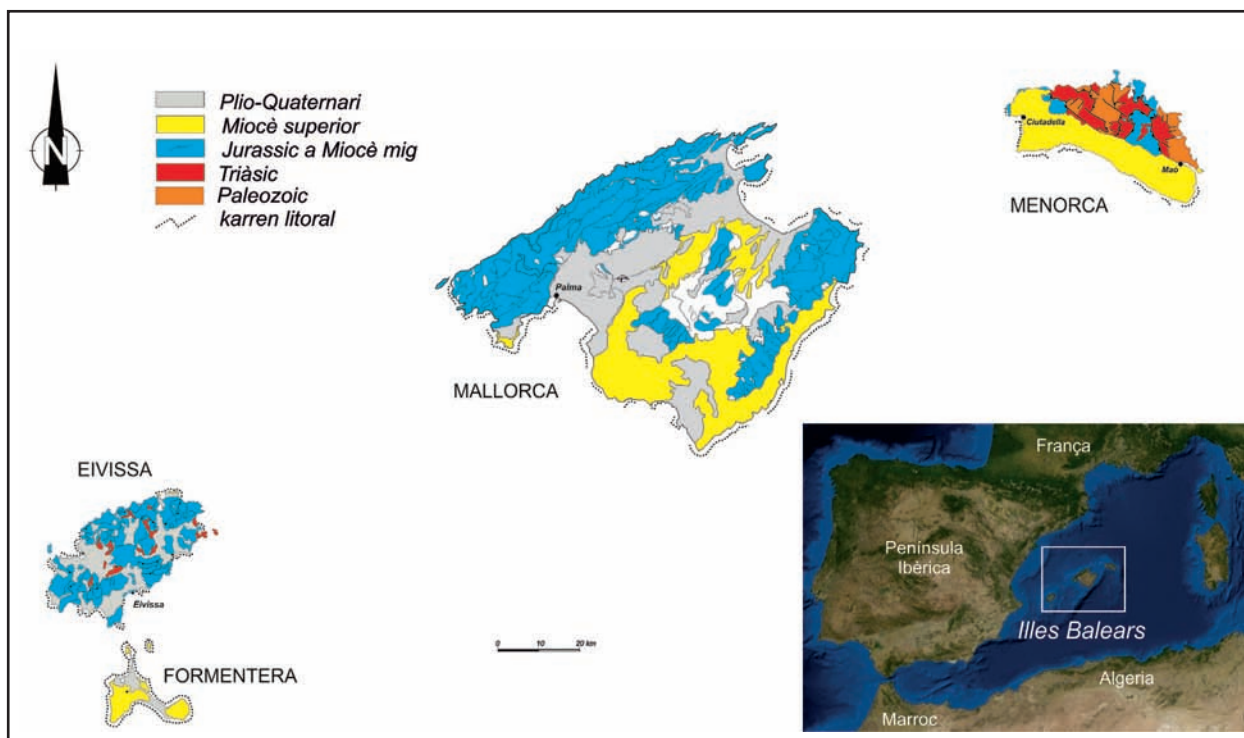 N
Plio-Quaternari
Miocè superior
Jurassic a Miocè mig
Triàsic
Paleozoic
karren litoral
Ciutadella
Maó
MENORCA
Palma
MALLORCA
EIVISSA
Eivissa
FORMENTERA
0 10 20 km
França
Península
Ibèrica
Illes Balears
Algeria
Marroc